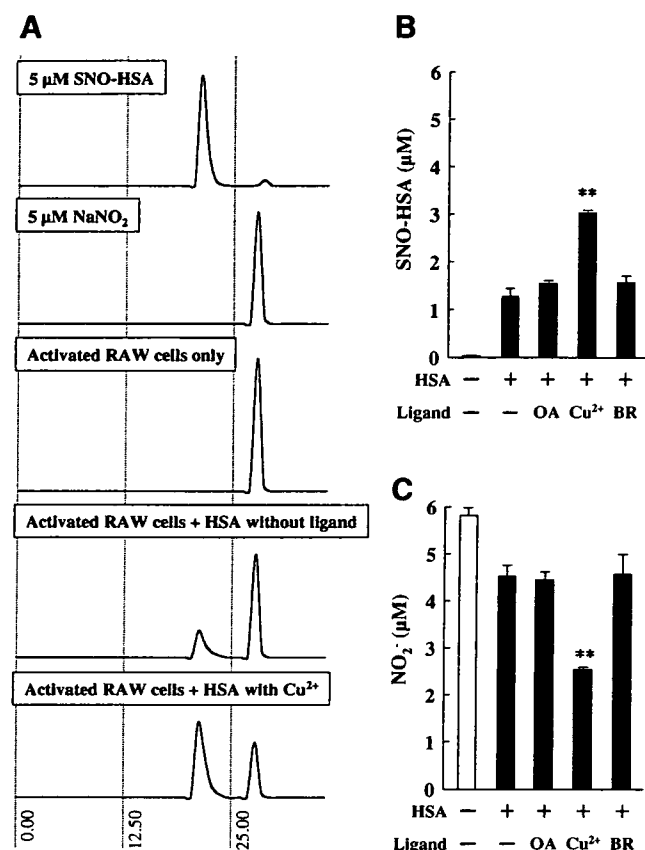 A
5 μM SNO-HSA
5 μM NaNO₂
Activated RAW cells only
Activated RAW cells + HSA without ligand
Activated RAW cells + HSA with Cu²⁺
0.00
12.50
25.00
B
SNO-HSA (μM)
6
5
4
3
2
1
0
**
HSA − + + + +
Ligand − − OA Cu²⁺ BR
C
NO₂⁻ (μM)
6
5
4
3
2
1
0
**
HSA − + + + +
Ligand − − OA Cu²⁺ BR